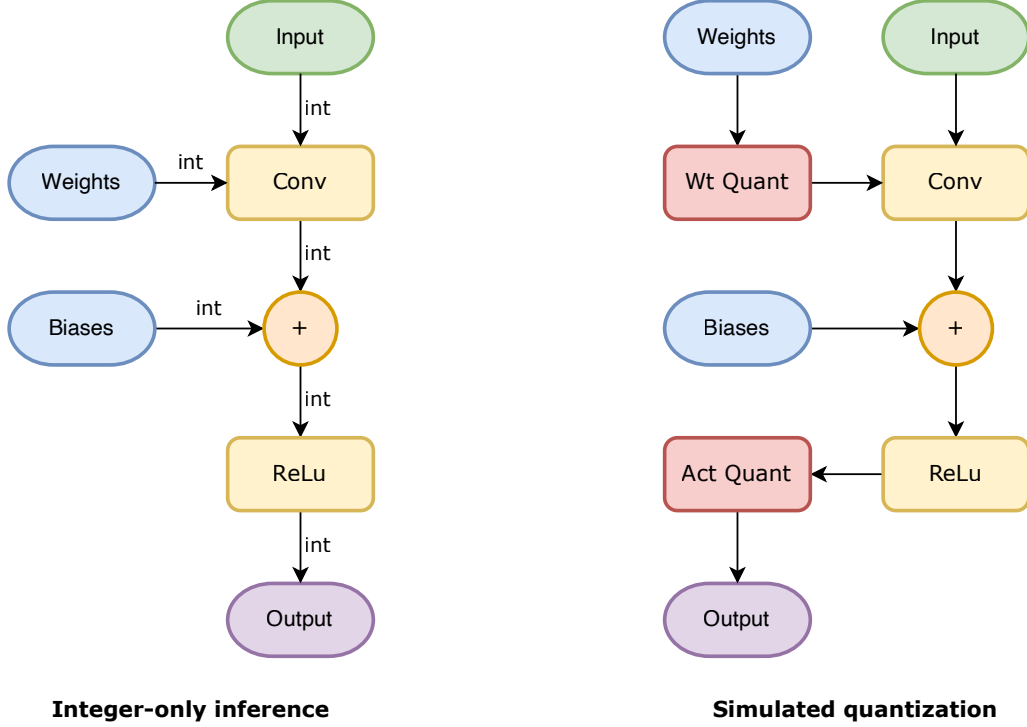 Input
int
int
Weights
Conv
int
int
Biases
+
int
ReLu
int
Output
Integer-only inference
Weights
Input
Wt Quant
Conv
Biases
+
Act Quant
ReLu
Output
Simulated quantization